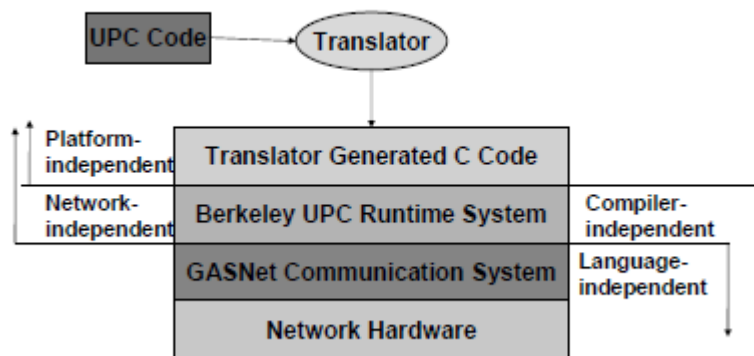 UPC Code
Translator
Platform-
independent
Translator Generated C Code
Network-
independent
Berkeley UPC Runtime System
Compiler-
independent
GASNet Communication System
Language-
independent
Network Hardware